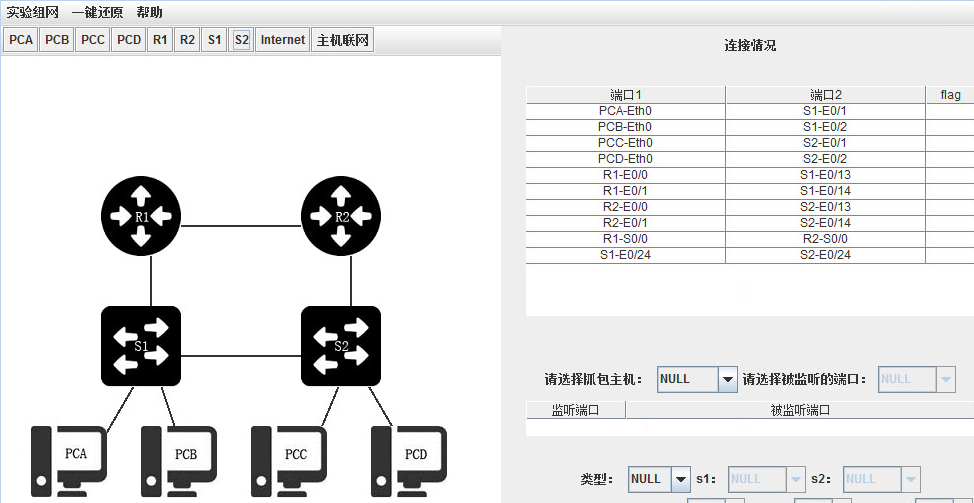 实验组网 一键还原 帮助
PCA PCB PCC PCD R1 R2 S1 S2 Internet 主机联网
连接情况
端口1 端口2 flag
PCA-Eth0 S1-E0/1
PCB-Eth0 S1-E0/2
PCC-Eth0 S2-E0/1
PCD-Eth0 S2-E0/2
R1-E0/0 S1-E0/13
R1-E0/1 S1-E0/14
R2-E0/0 S2-E0/13
R2-E0/1 S2-E0/14
R1-S0/0 R2-S0/0
S1-E0/24 S2-E0/24
R1 R2
S1 S2
PCA PCB PCC PCD
请选择抓包主机： NULL 请选择被监听的端口： NULL
监听端口 被监听端口
类型： NULL s1： NULL s2： NULL